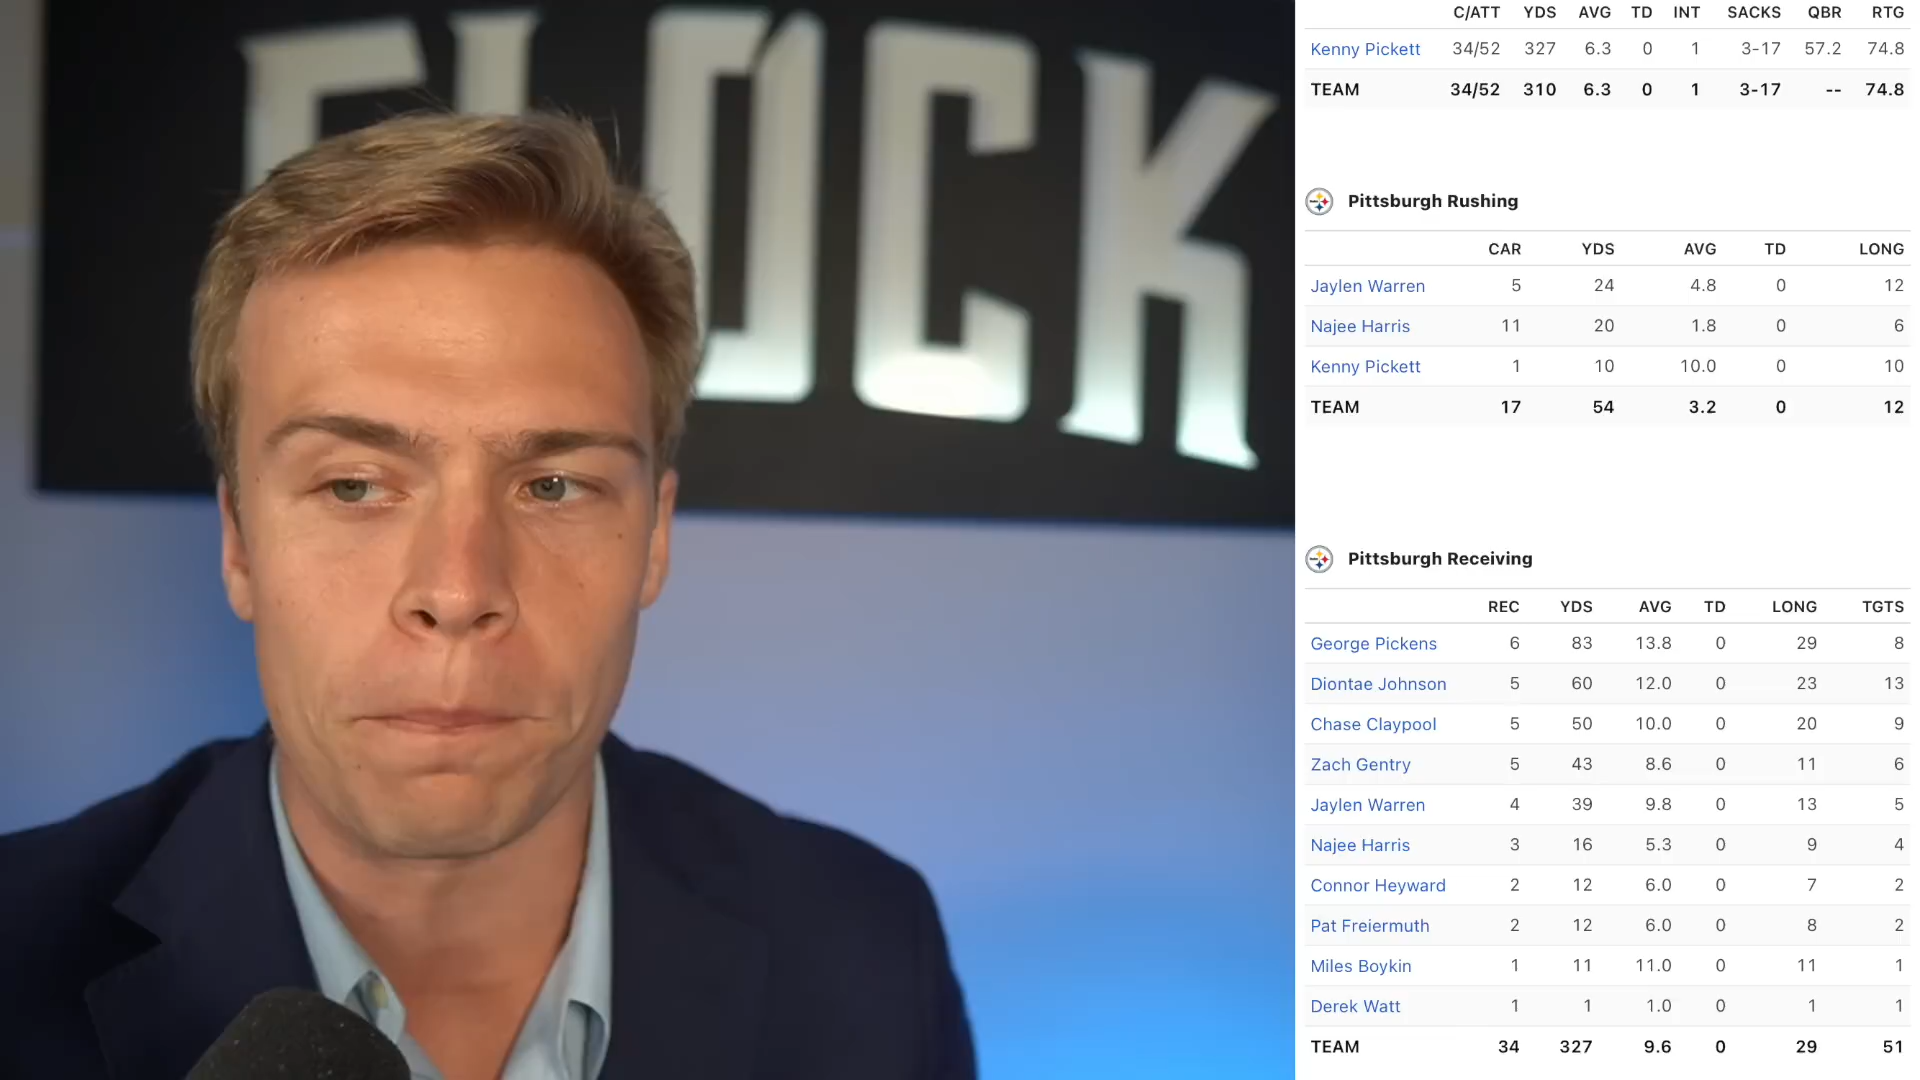 FLOCK
C/ATT YDS AVG TD INT SACKS QBR RTG
Kenny Pickett 34/52 327 6.3 0 1 3-17 57.2 74.8
TEAM 34/52 310 6.3 0 1 3-17 -- 74.8
Pittsburgh Rushing
CAR YDS AVG TD LONG
Jaylen Warren 5 24 4.8 0 12
Najee Harris 11 20 1.8 0 6
Kenny Pickett 1 10 10.0 0 10
TEAM 17 54 3.2 0 12
Pittsburgh Receiving
REC YDS AVG TD LONG TGTS
George Pickens 6 83 13.8 0 29 8
Diontae Johnson 5 60 12.0 0 23 13
Chase Claypool 5 50 10.0 0 20 9
Zach Gentry 5 43 8.6 0 11 6
Jaylen Warren 4 39 9.8 0 13 5
Najee Harris 3 16 5.3 0 9 4
Connor Heyward 2 12 6.0 0 7 2
Pat Freiermuth 2 12 6.0 0 8 2
Miles Boykin 1 11 11.0 0 11 1
Derek Watt 1 1 1.0 0 1 1
TEAM 34 327 9.6 0 29 51